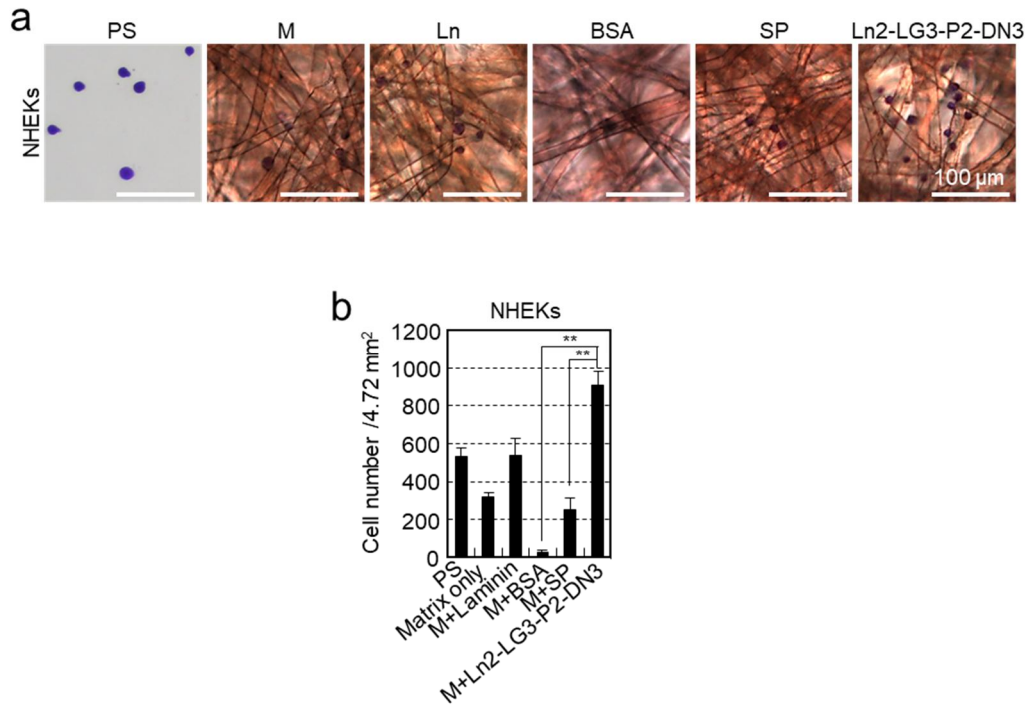 a
PS M Ln BSA SP Ln2-LG3-P2-DN3
NHEKs
100 µm
b
NHEKs
Cell number /4.72 mm²
1200
1000
800
600
400
200
0
**
**
PS
Matrix only
M+Laminin
M+BSA
M+SP
M+Ln2-LG3-P2-DN3